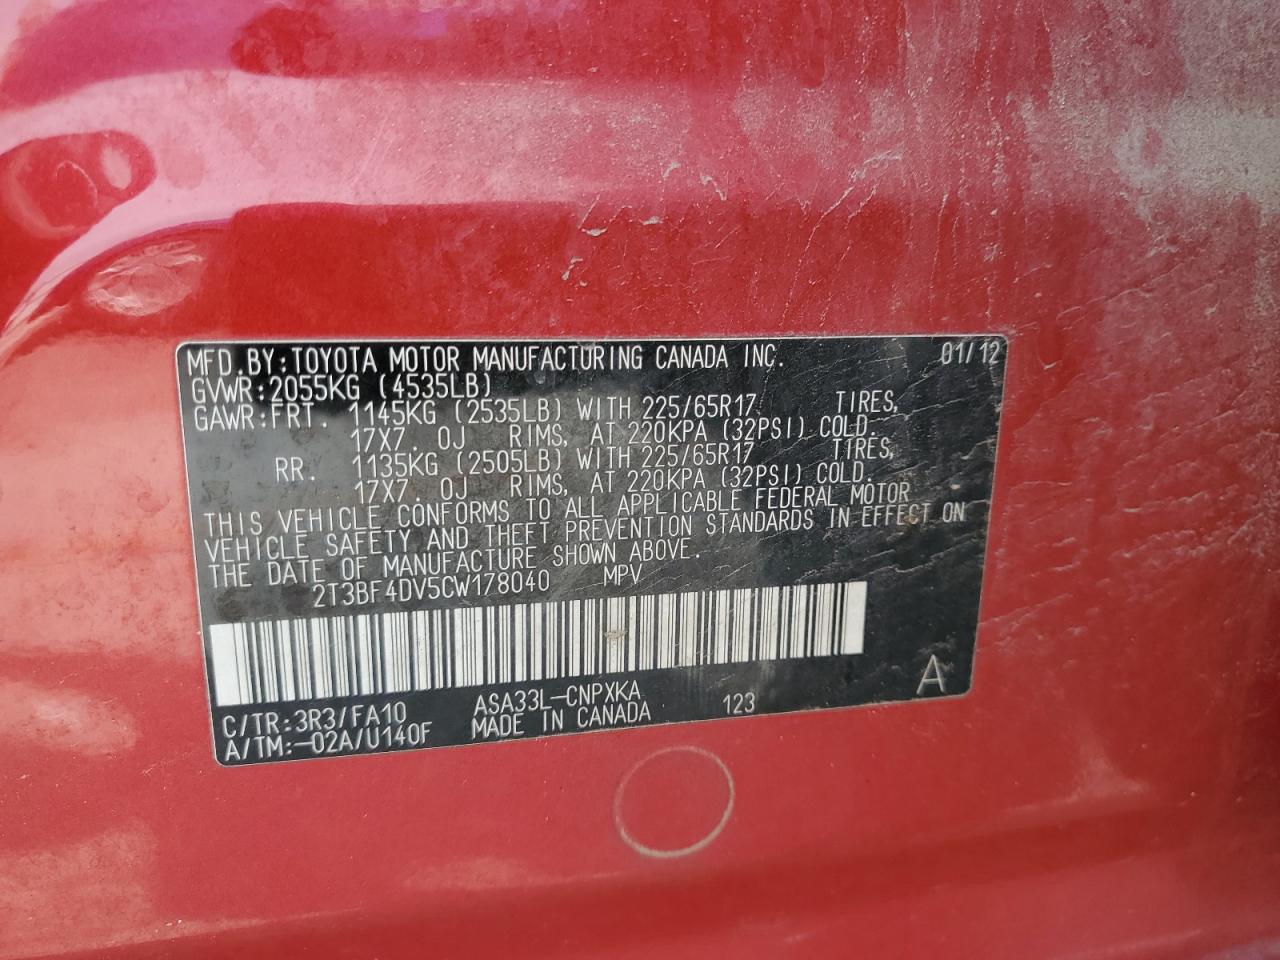 MFD.BY:TOYOTA MOTOR MANUFACTURING CANADA INC. 01/12
GVWR:2055KG (4535LB)
GAWR:FRT. 1145KG (2535LB) WITH 225/65R17 TIRES,
17X7. 0J RIMS, AT 220KPA (32PSI) COLD.
RR. 1135KG (2505LB) WITH 225/65R17 TIRES,
17X7. 0J RIMS, AT 220KPA (32PSI) COLD.
THIS VEHICLE CONFORMS TO ALL APPLICABLE FEDERAL MOTOR
VEHICLE SAFETY AND THEFT PREVENTION STANDARDS IN EFFECT ON
THE DATE OF MANUFACTURE SHOWN ABOVE.
2T3BF4DV5CW178040 MPV
C/TR:3R3/FA10 ASA33L-CNPXKA 123 A
A/TM:-02A/U140F MADE IN CANADA